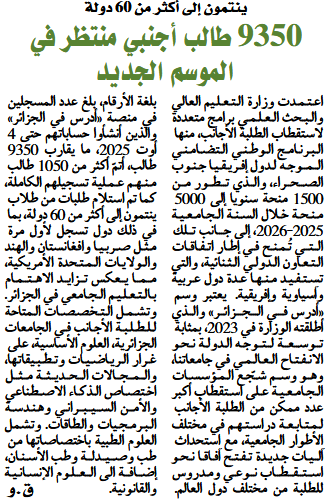 ينتمون إلى أكثر من 60 دولة
9350 طالب أجنبي منتظر في
الموسم الجديد
اعتمدت وزارة التعليم العالي
والبحث العلمي برامج متعددة
لاستقطاب الطلبة الأجانب، منها
البرنامج الوطني التضامني
الموجه لدول إفريقيا جنوب
الصحراء، والذي تطور من
1500 منحة سنويا إلى 5000
منحة خلال السنة الجامعية
2025-2026، إلى جانب تلك
التي تُمنح في إطار اتفاقات
التعاون الدولي الثنائية، والتي
تستفيد منها عدة دول عربية
وآسياوية وإفريقية. يعتبر وسم
«أدرس في الجزائر» والذي
أطلقته الوزارة في 2023، بمثابة
توسعة لتوجه الدولة نحو
الانفتاح العالمي في جامعاتنا،
وهو وسم شجع المؤسسات
الجامعية على استقطاب أكبر
عدد ممكن من الطلبة الأجانب
لمتابعة دراستهم في مختلف
الأطوار الجامعية، مع استحداث
آليات جديدة تفتح آفاقا نحو
استقطاب نوعي ومدروس
للطلبة من مختلف دول العالم.
بلغة الأرقام، بلغ عدد المسجلين
في منصة «أدرس في الجزائر»
والذين أنشأوا حساباتهم حتى 4
أوت 2025، ما يقارب 9350
طالب، أتم أكثر من 1050 طالب
منهم عملية تسجيلهم الكاملة،
كما تم استلام طلبات من طلاب
ينتمون إلى أكثر من 60 دولة، بما
في ذلك دول تسجل لأول مرة
مثل صربيا وأفغانستان والهند
والولايات المتحدة الأمريكية،
مما يعكس تزايد الاهتمام
بالتعليم الجامعي في الجزائر.
وتشمل التخصصات المتاحة
للطلبة الأجانب في الجامعات
الجزائرية، العلوم الأساسية، على
غرار الرياضيات وتطبيقاتها،
والمجالات الحديثة مثل
اختصاص الذكاء الاصطناعي
والأمن السيبراني وهندسة
البرمجيات والطاقات. وتشمل
العلوم الطبية باختصاصاتها من
طب وصيدلة وطب الأسنان،
إضافة إلى العلوم الإنسانية
والقانونية.
ق-و